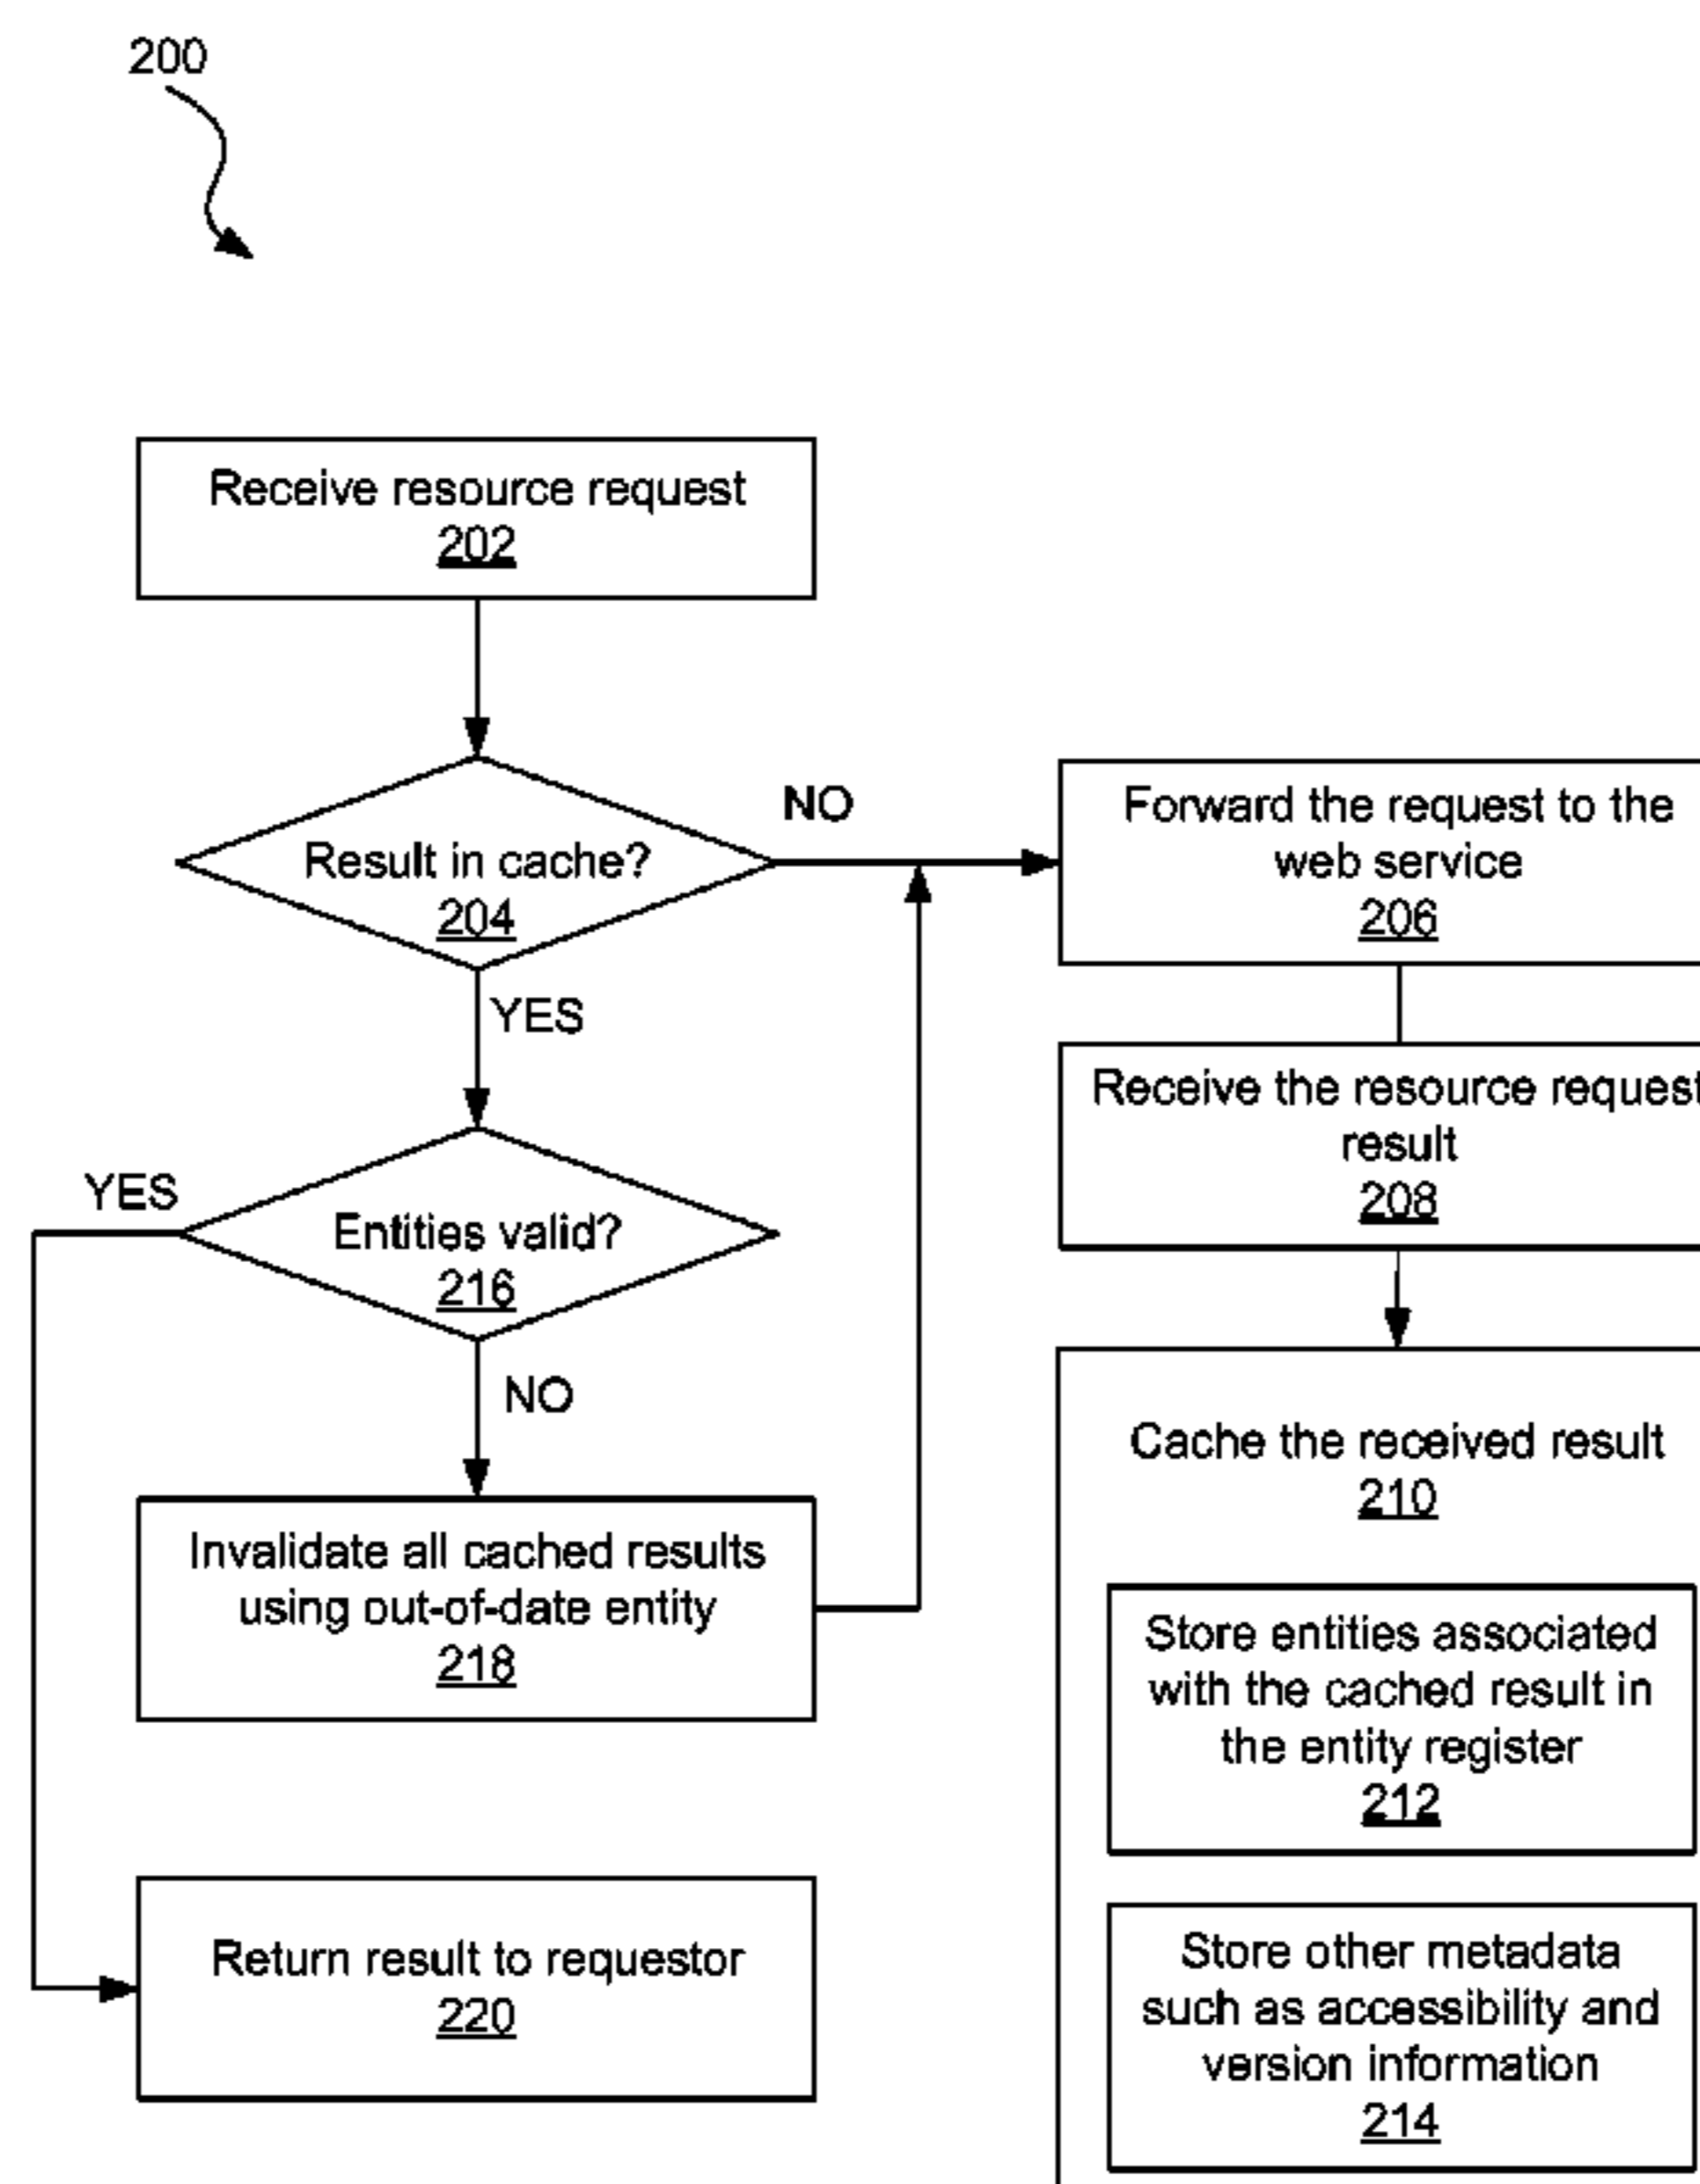 200
Receive resource request
202
Result in cache?
204
NO
YES
Entities valid?
216
YES
NO
Invalidate all cached results
using out-of-date entity
218
Return result to requestor
220
Forward the request to the
web service
206
Receive the resource request
result
208
Cache the received result
210
Store entities associated
with the cached result in
the entity register
212
Store other metadata
such as accessibility and
version information
214